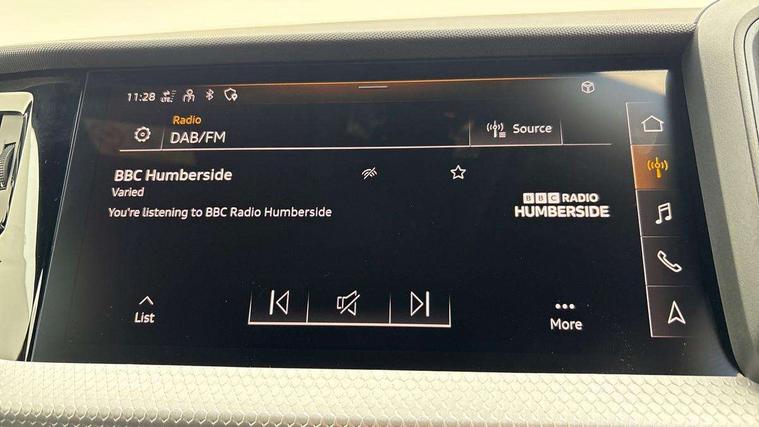 11:28 LTE
Radio
DAB/FM
Source
BBC Humberside
Varied
You're listening to BBC Radio Humberside
BBC RADIO
HUMBERSIDE
List
More